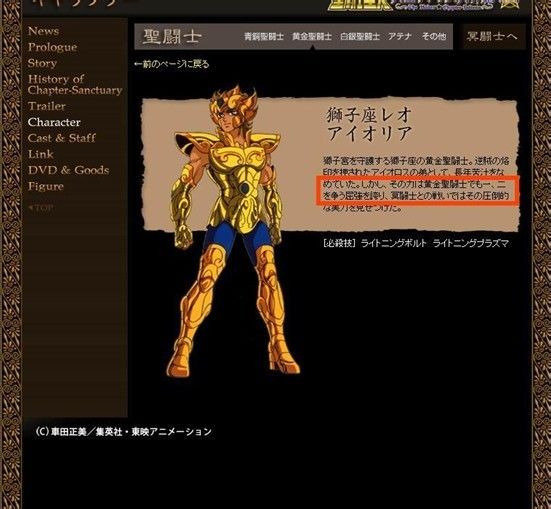 聖闘士
青銅聖闘士 黄金聖闘士 白銀聖闘士 アテナ その他
冥闘士へ
←前のページに戻る
News
Prologue
Story
History of
Chapter-Sanctuary
Trailer
Character
Cast & Staff
Link
DVD & Goods
Figure
▲TOP
獅子座レオ
アイオリア
獅子宮を守護する獅子座の黄金聖闘士。逆賊の烙
印を押されたアイオロスの弟として、長年苦汁をな
めていた。しかし、その力は黄金聖闘士でも一、二
を争う屈強を誇り、冥闘士との戦いではその圧倒的
な実力を見せつけた。
[必殺技] ライトニングボルト ライトニングプラズマ
(C)車田正美／集英社・東映アニメーション